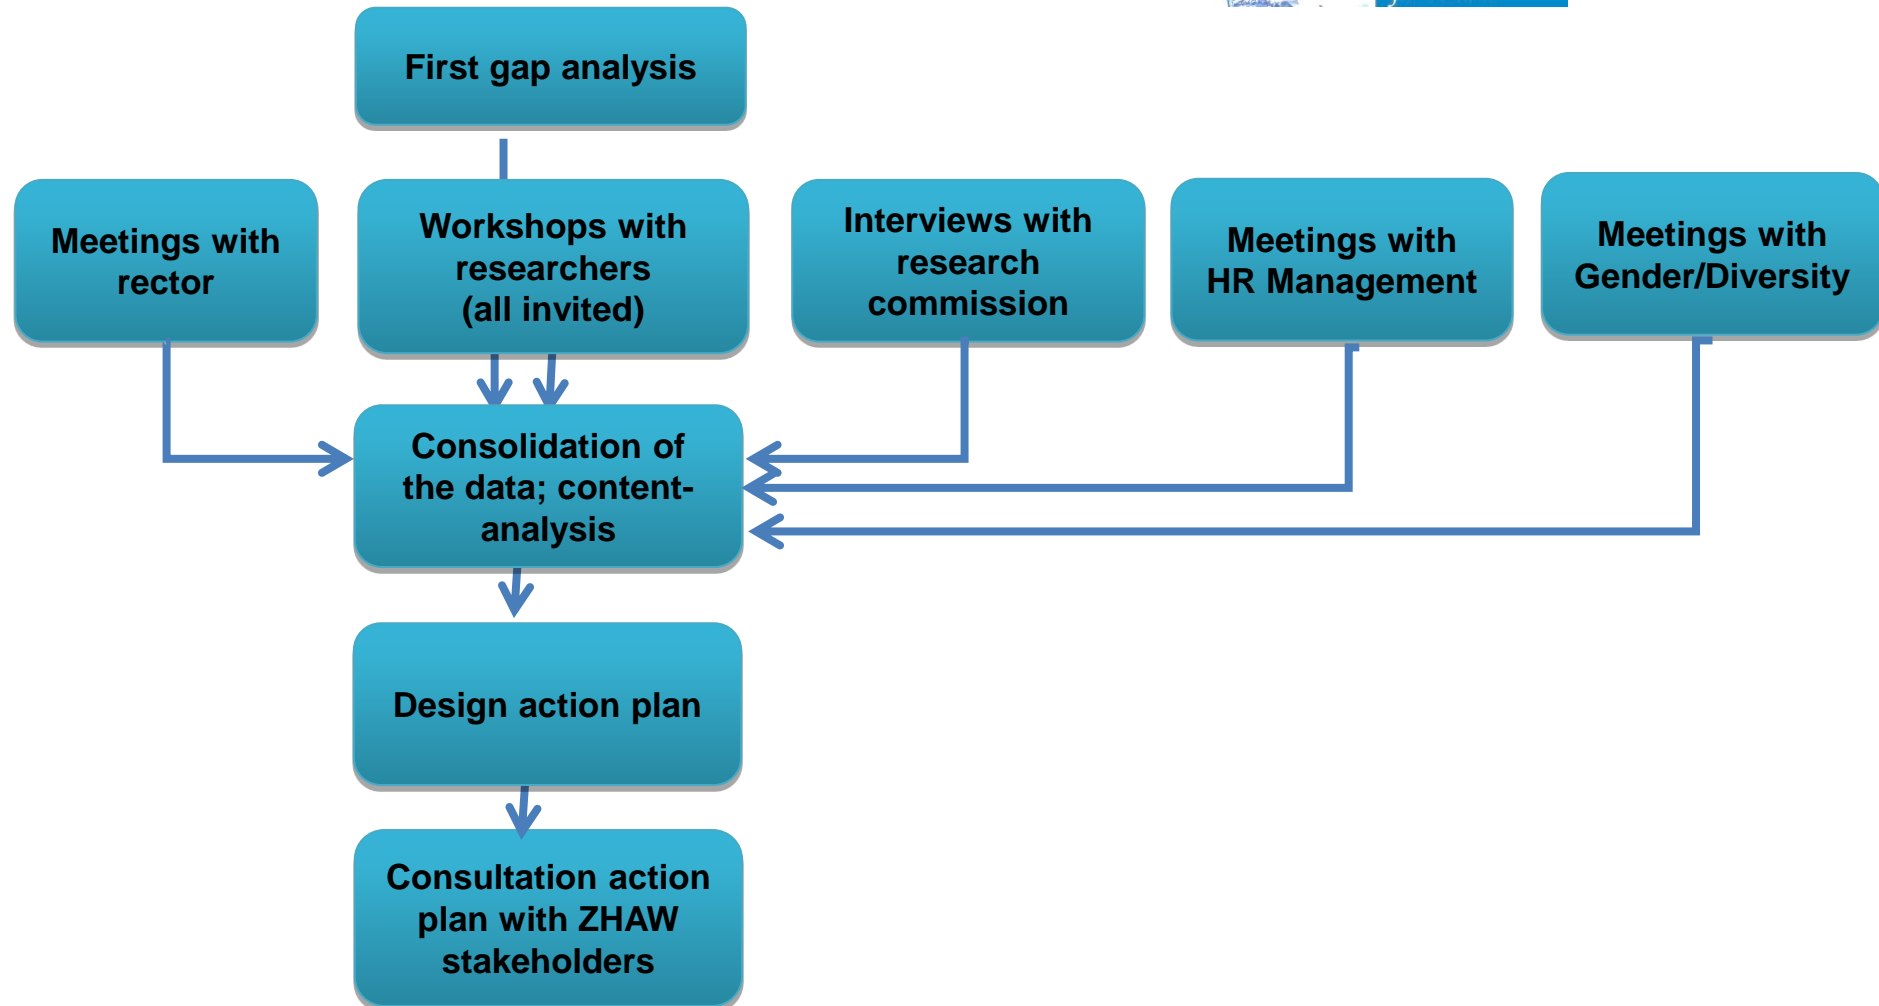 First gap analysis
Meetings with
rector
Workshops with
researchers
(all invited)
Interviews with
research
commission
Meetings with
HR Management
Meetings with
Gender/Diversity
Consolidation of
the data; content-
analysis
Design action plan
Consultation action
plan with ZHAW
stakeholders